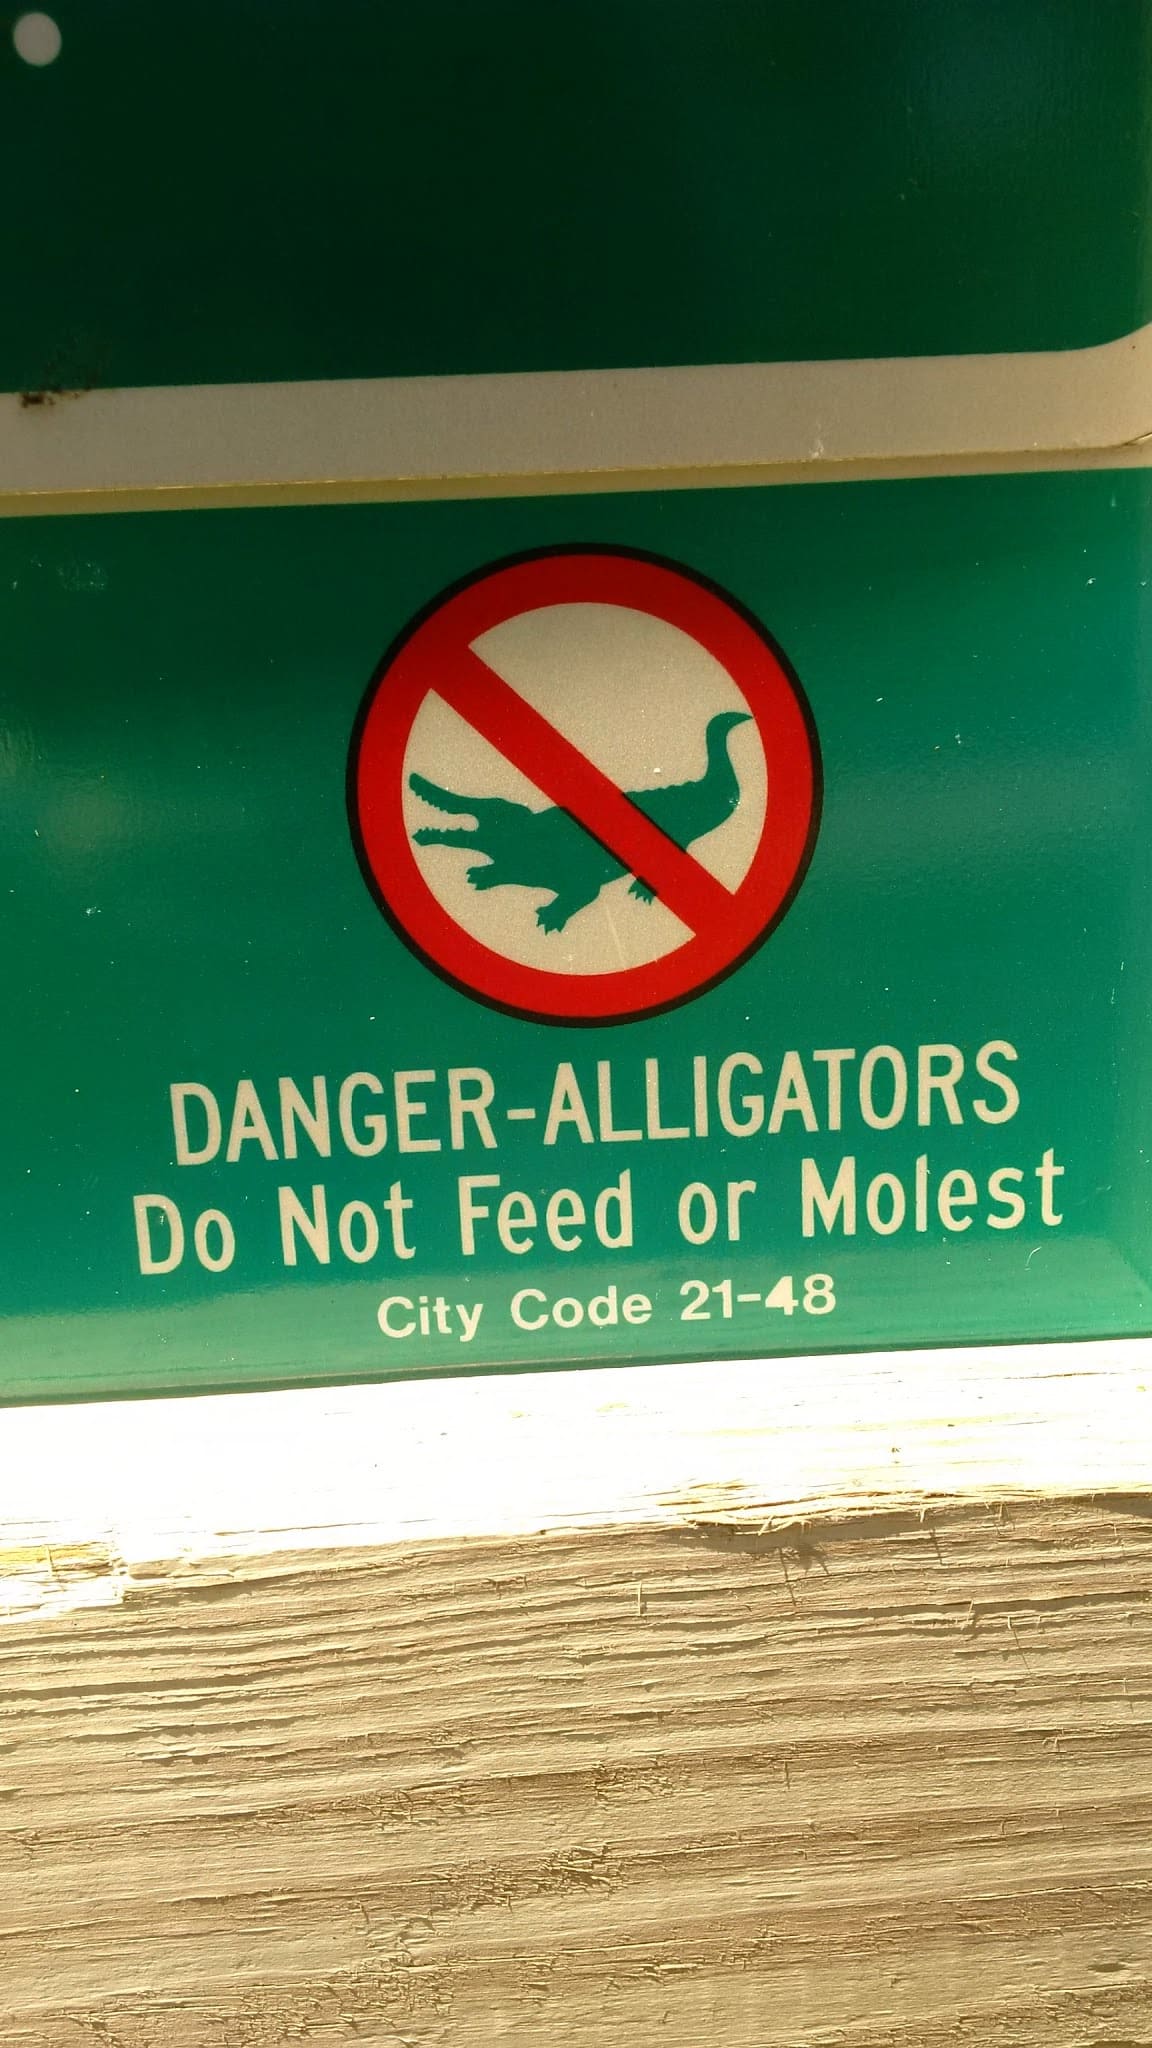 DANGER-ALLIGATORS
Do Not Feed or Molest
City Code 21-48